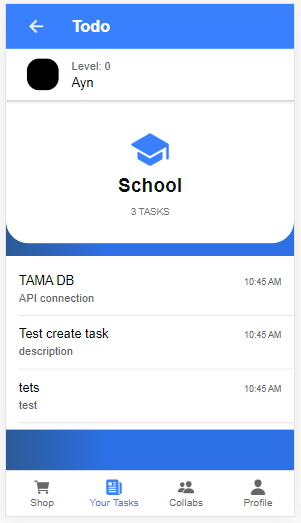 Todo
Level: 0
Ayn
School
3 TASKS
TAMA DB
10:45 AM
API connection
Test create task
10:45 AM
description
tets
10:45 AM
test
Shop
Your Tasks
Collabs
Profile